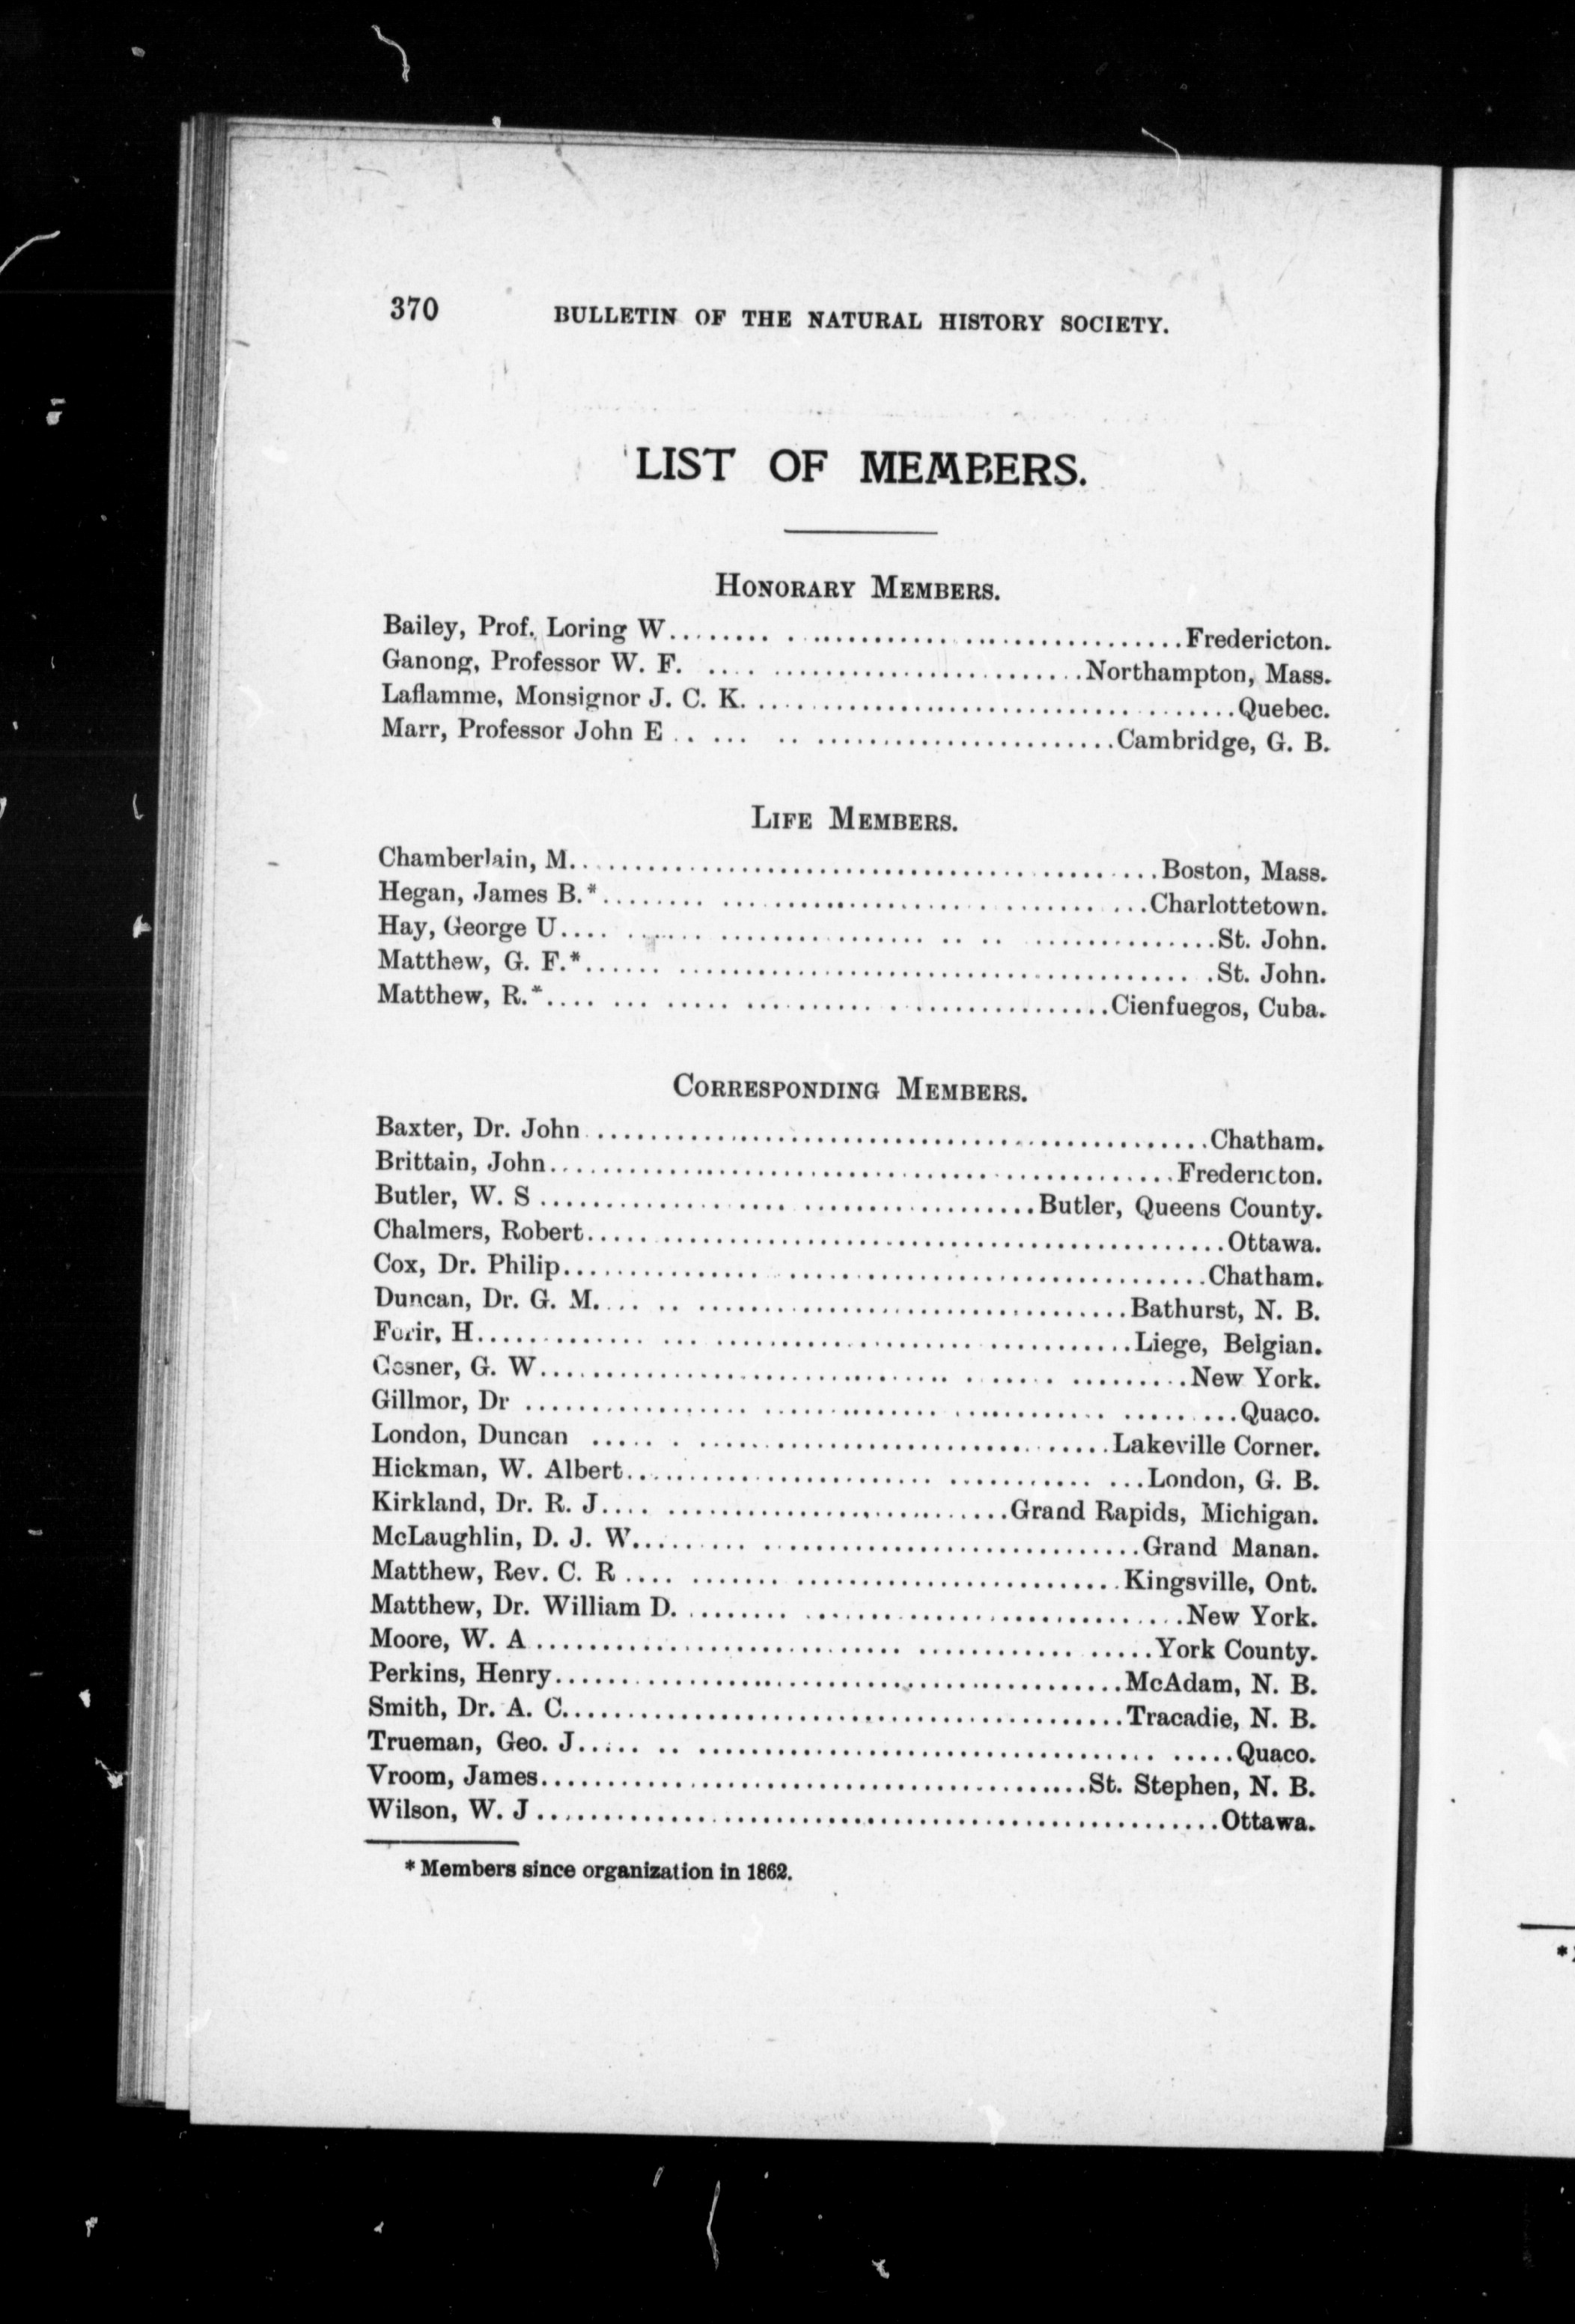 370 BULLETIN OF THE NATURAL HISTORY SOCIETY.
LIST OF MEMBERS.
HONORARY MEMBERS.
Bailey, Prof. Loring W........Fredericton.
Ganong, Professor W. F. ........Northampton, Mass.
Laflamme, Monsignor J. C. K. ........Quebec.
Marr, Professor John E ........Cambridge, G. B.
LIFE MEMBERS.
Chamberlain, M.........Boston, Mass.
Hegan, James B.*........Charlottetown.
Hay, George U........St. John.
Matthew, G. F.*........St. John.
Matthew, R.*........Cienfuegos, Cuba.
CORRESPONDING MEMBERS.
Baxter, Dr. John ........Chatham.
Brittain, John........Fredericton.
Butler, W. S ........Butler, Queens County.
Chalmers, Robert........Ottawa.
Cox, Dr. Philip........Chatham.
Duncan, Dr. G. M. ........Bathurst, N. B.
Forir, H........Liege, Belgian.
Gesner, G. W........New York.
Gillmor, Dr ........Quaco.
London, Duncan ........Lakeville Corner.
Hickman, W. Albert........London, G. B.
Kirkland, Dr. R. J........Grand Rapids, Michigan.
McLaughlin, D. J. W........Grand Manan.
Matthew, Rev. C. R ........Kingsville, Ont.
Matthew, Dr. William D. ........New York.
Moore, W. A ........York County.
Perkins, Henry........McAdam, N. B.
Smith, Dr. A. C........Tracadie, N. B.
Trueman, Geo. J........Quaco.
Vroom, James........St. Stephen, N. B.
Wilson, W. J ........Ottawa.
* Members since organization in 1862.
*